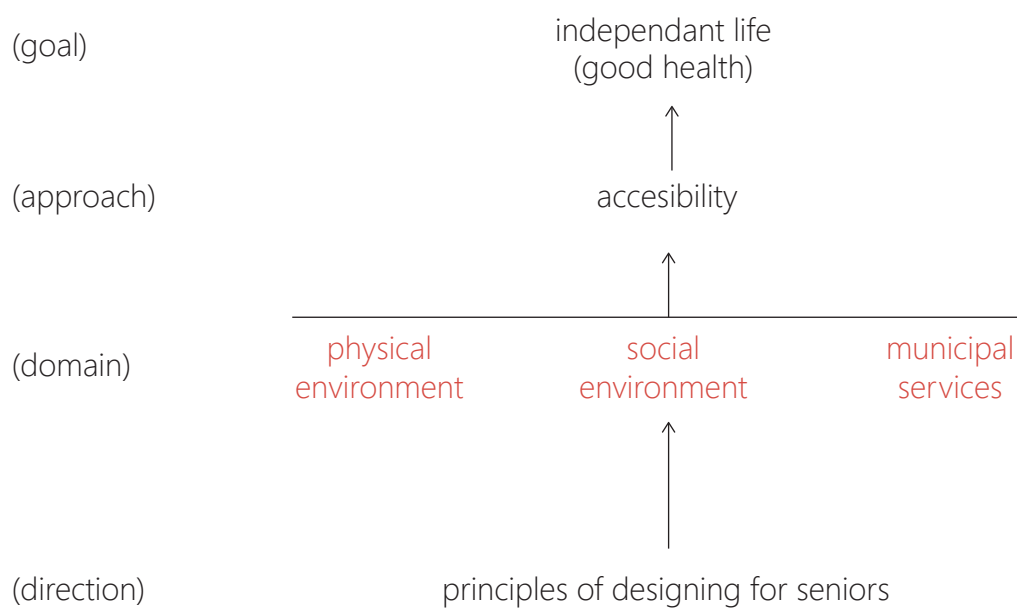 (goal)
independant life
(good health)
(approach)
accesibility
(domain)
physical
environment
social
environment
municipal
services
(direction)
principles of designing for seniors